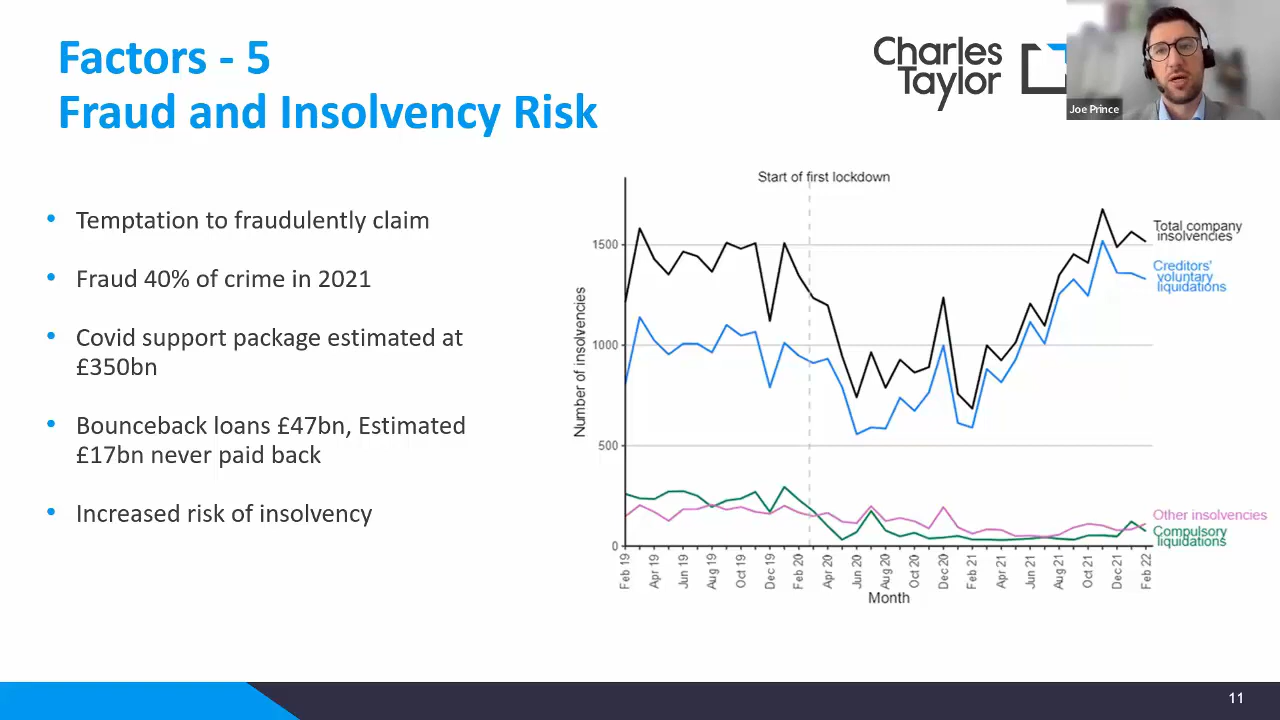 Factors - 5
Fraud and Insolvency Risk
Charles
Taylor
Joe Prince
Temptation to fraudulently claim
Fraud 40% of crime in 2021
Covid support package estimated at
£350bn
Bounceback loans £47bn, Estimated
£17bn never paid back
Increased risk of insolvency
Start of first lockdown
Number of insolvencies
1500
1000
500
0
Total company
insolvencies
Creditors'
voluntary
liquidations
Other insolvencies
Compulsory
liquidations
Feb 19
Apr 19
Jun 19
Aug 19
Oct 19
Dec 19
Feb 20
Apr 20
Jun 20
Aug 20
Oct 20
Dec 20
Feb 21
Apr 21
Jun 21
Aug 21
Oct 21
Dec 21
Feb 22
Month
11